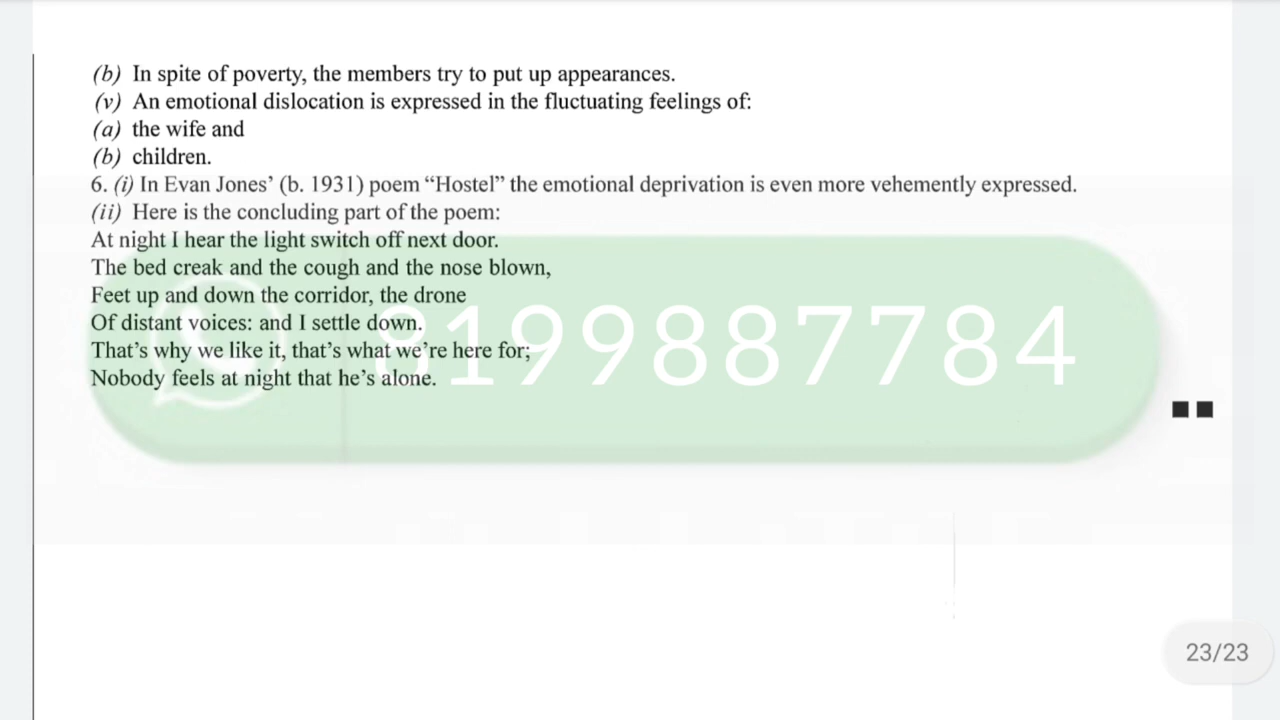 (b) In spite of poverty, the members try to put up appearances.
(v) An emotional dislocation is expressed in the fluctuating feelings of:
(a) the wife and
(b) children.
6. (i) In Evan Jones’ (b. 1931) poem “Hostel” the emotional deprivation is even more vehemently expressed.
(ii) Here is the concluding part of the poem:
At night I hear the light switch off next door.
The bed creak and the cough and the nose blown,
Feet up and down the corridor, the drone
Of distant voices: and I settle down.
That’s why we like it, that’s what we’re here for;
Nobody feels at night that he’s alone.
8199887784
23/23